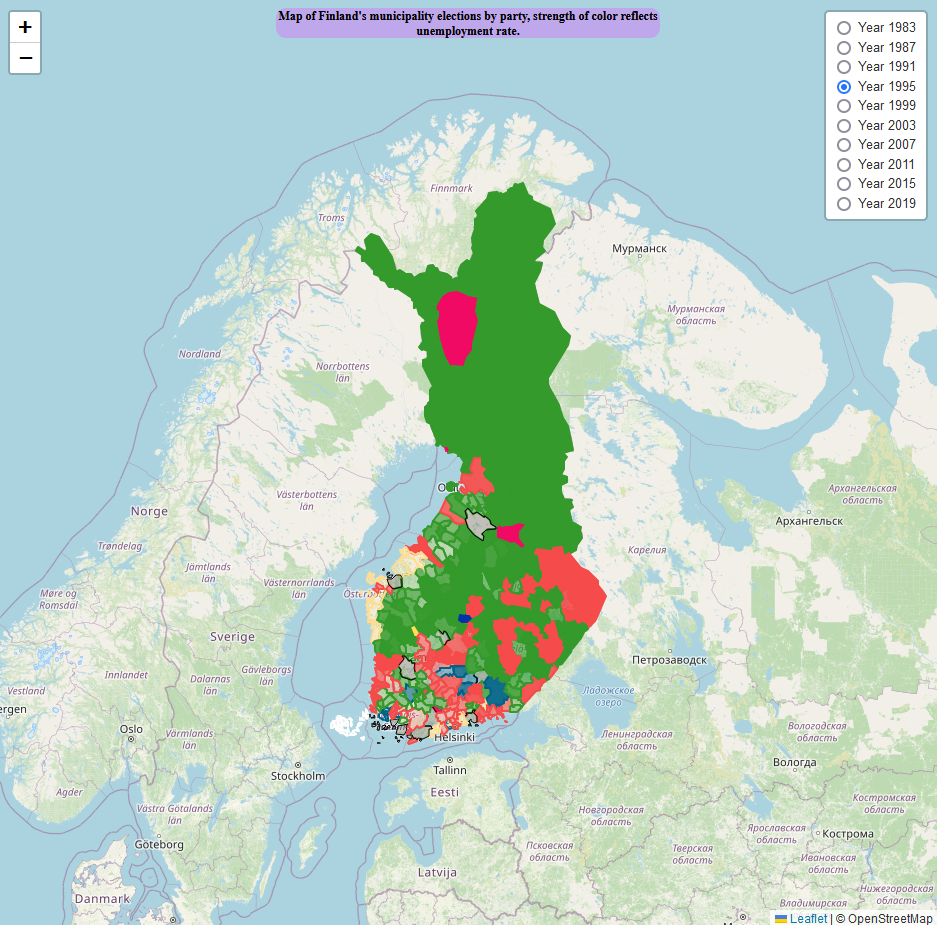 +
−
Map of Finland's municipality elections by party, strength of color reflects
unemployment rate.
Year 1983
Year 1987
Year 1991
Year 1995
Year 1999
Year 2003
Year 2007
Year 2011
Year 2015
Year 2019
Finnmark
Troms
Мурманск
Мурманская
область
Nordland
Norrbottens
län
Västerbottens
län
Norge
Архангельская
область
Архангельск
Trøndelag
Карелия
Jämtlands
län
Västernorrlands
län
Møre og
Romsdal
Sverige
Gävleborgs
län
Петрозаводск
Innlandet
Dalarnas
län
Vestland
Ладожское
озеро
Oslo
Värmlands
län
Helsinki
Ленинградская
область
Вологодская
область
Вологда
Stockholm
Tallinn
Eesti
Agder
Västra Götalands
län
Новгородская
область
Костромская
область
Göteborg
Псковская
область
Ярославская
область
Кострома
Тверская
область
Ивановская
область
Latvija
Нижегородская
область
Danmark
Владимирская
Leaflet | © OpenStreetMap